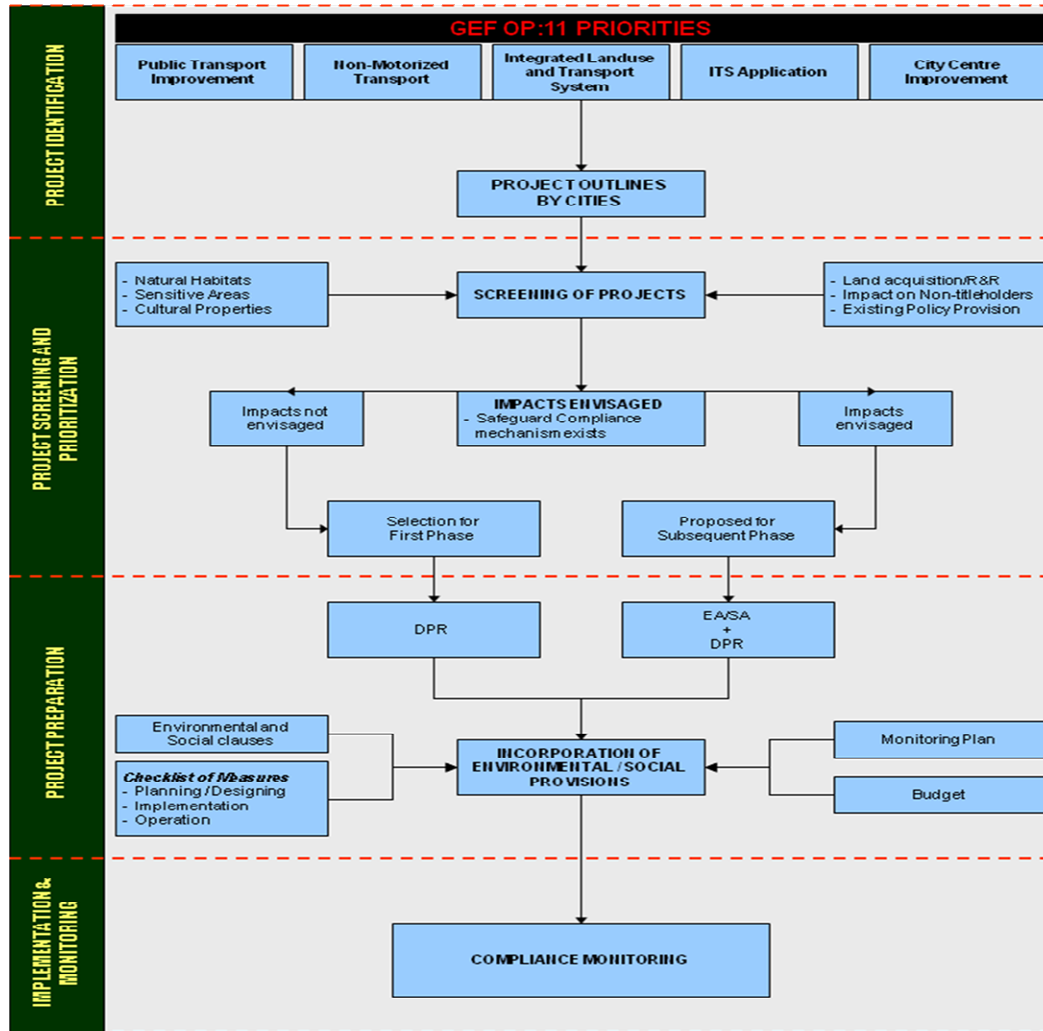 GEF OP:11 PRIORITIES
PROJECT IDENTIFICATION
Public Transport
Improvement
Non-Motorized
Transport
Integrated Landuse
and Transport
System
ITS Application
City Centre
Improvement
PROJECT OUTLINES
BY CITIES
PROJECT SCREENING AND
PRIORITIZATION
- Natural Habitats
- Sensitive Areas
- Cultural Properties
SCREENING OF PROJECTS
- Land acquisition/R&R
- Impact on Non-titleholders
- Existing Policy Provision
Impacts not
envisaged
IMPACTS ENVISAGED
- Safeguard Compliance
mechanism exists
Impacts
envisaged
Selection for
First Phase
Proposed for
Subsequent Phase
PROJECT PREPARATION
DPR
EA/SA
+
DPR
Environmental and
Social clauses
Checklist of Measures
- Planning / Designing
- Implementation
- Operation
INCORPORATION OF
ENVIRONMENTAL / SOCIAL
PROVISIONS
Monitoring Plan
Budget
IMPLEMENTATION &
MONITORING
COMPLIANCE MONITORING